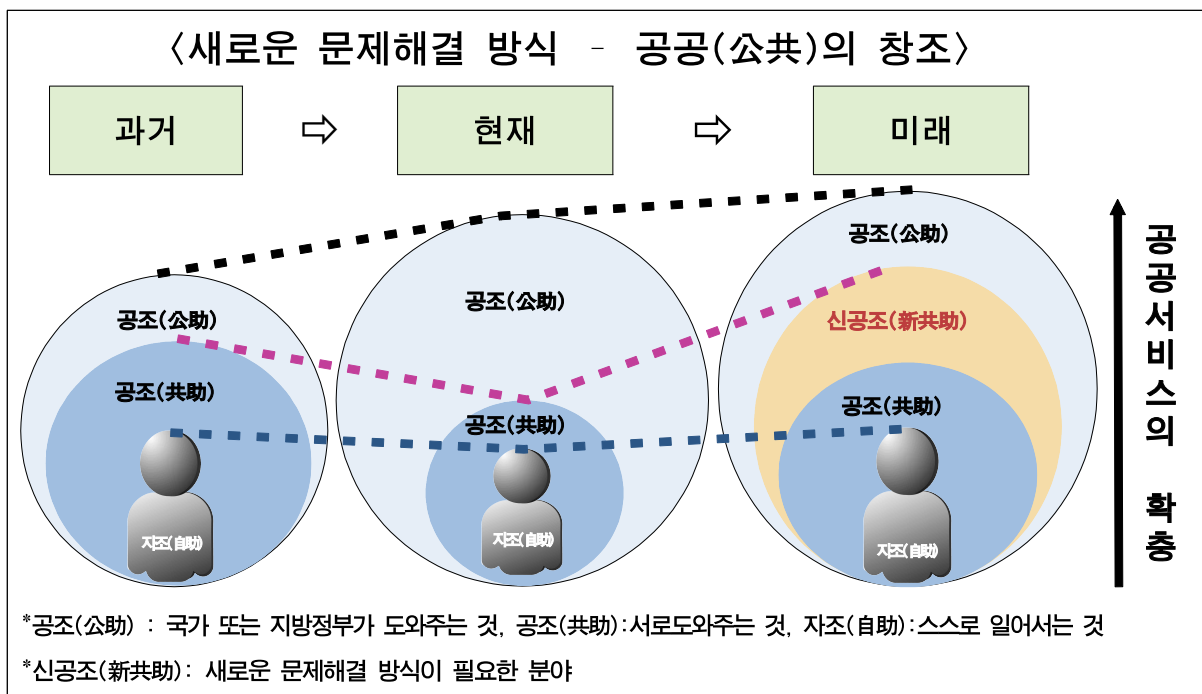 〈새로운 문제해결 방식 - 공공(公共)의 창조〉
과거 ⇨ 현재 ⇨ 미래
공조(公助)
공조(共助)
자조(自助)
공조(公助)
공조(共助)
자조(自助)
공조(公助)
신공조(新共助)
공조(共助)
자조(自助)
공공서비스의 확충
*공조(公助) : 국가 또는 지방정부가 도와주는 것, 공조(共助):서로도와주는 것, 자조(自助):스스로 일어서는 것
*신공조(新共助): 새로운 문제해결 방식이 필요한 분야